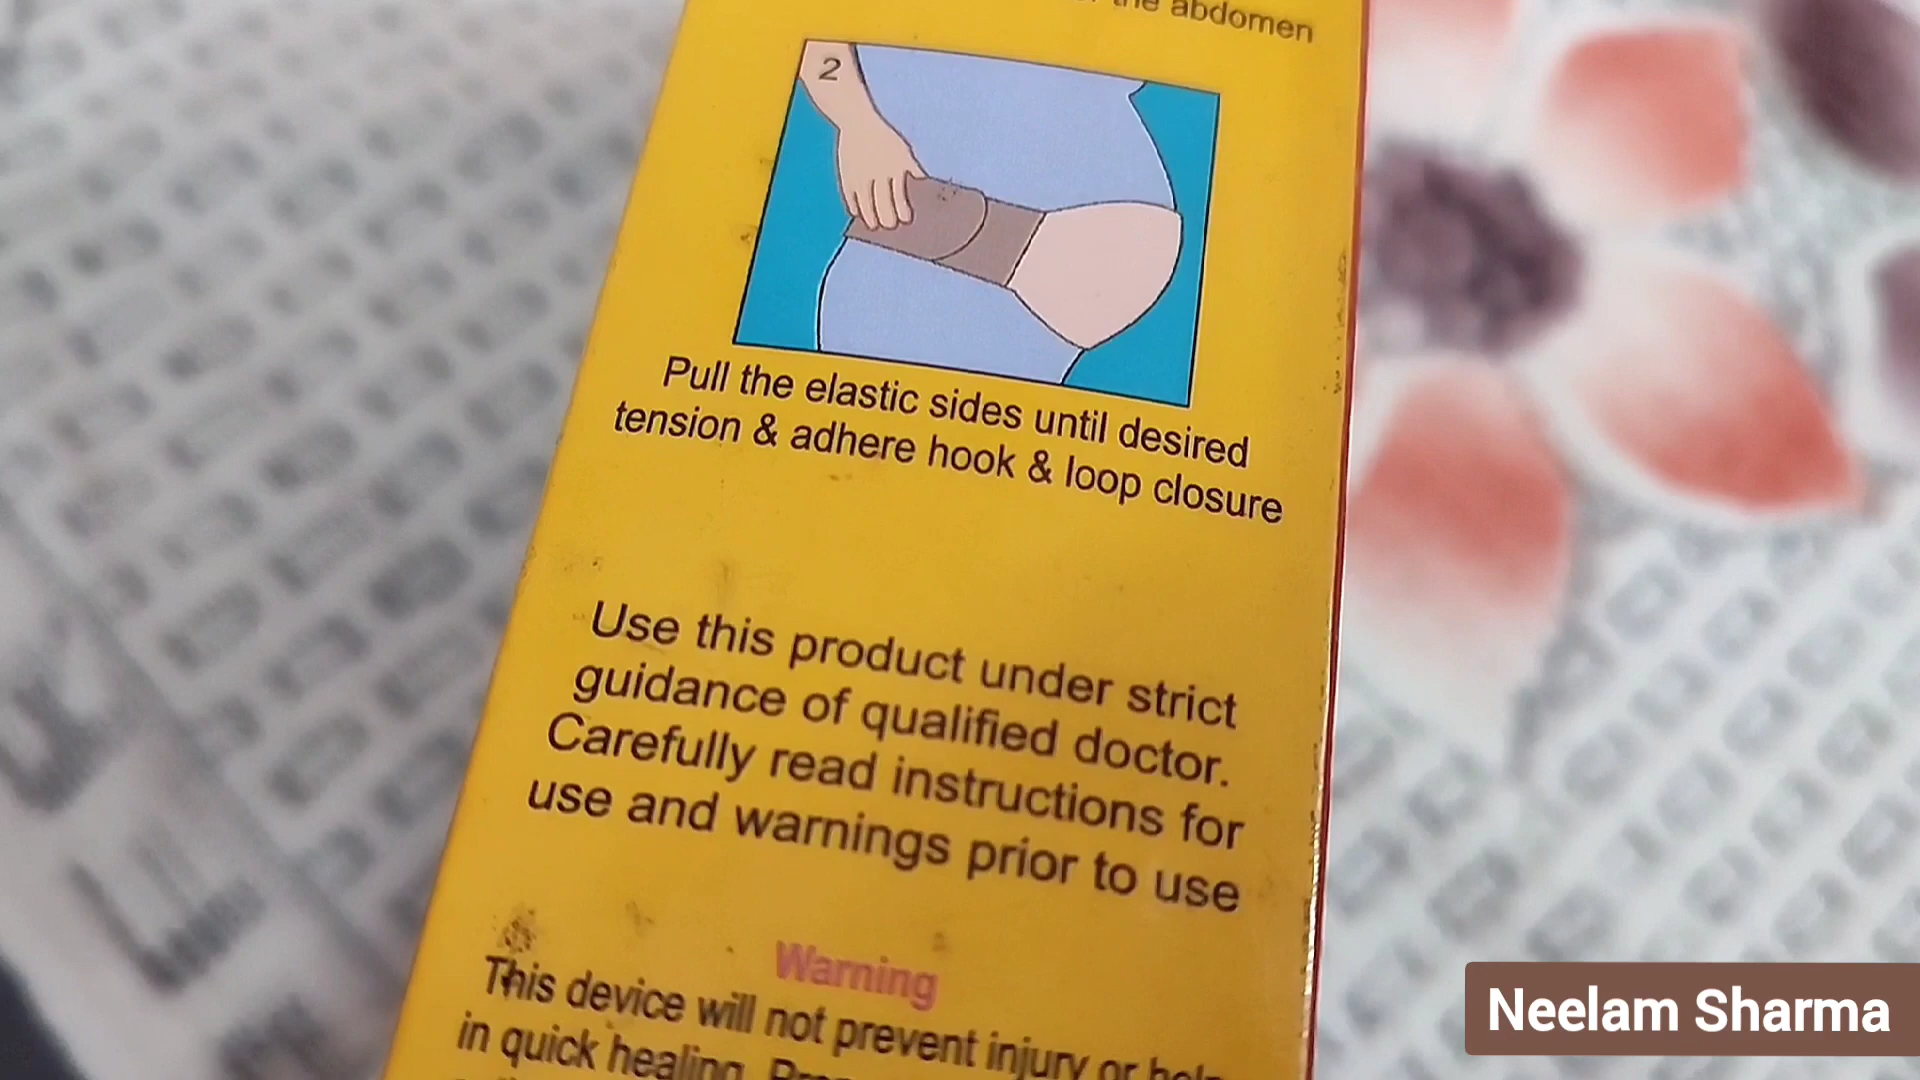 the abdomen
2
Pull the elastic sides until desired
tension & adhere hook & loop closure
Use this product under strict
guidance of qualified doctor.
Carefully read instructions for
use and warnings prior to use
Warning
This device will not prevent injury or help
in quick healing.
Neelam Sharma